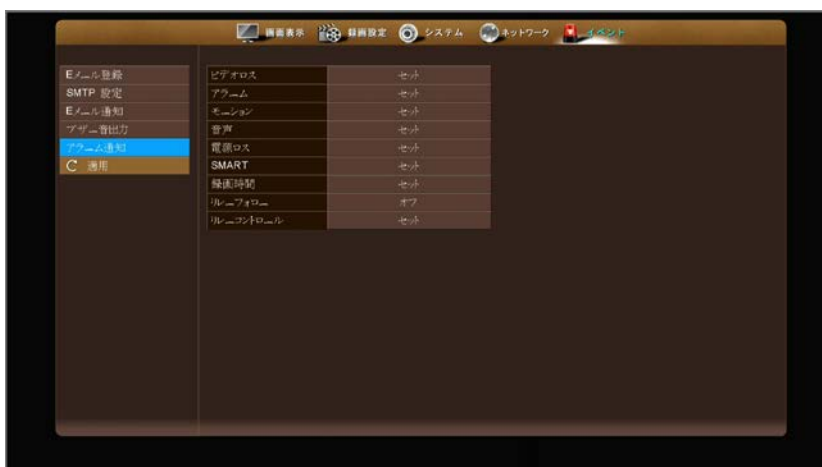 画面表示 録画設定 システム ネットワーク イベント
Eメール登録
SMTP 設定
Eメール通知
ブザー音出力
アラーム通知
適用
ビデオロス セット
アラーム セット
モーション セット
音声 セット
電源ロス セット
SMART セット
録画時間 セット
リレーフォロー オフ
リレーコントロール セット